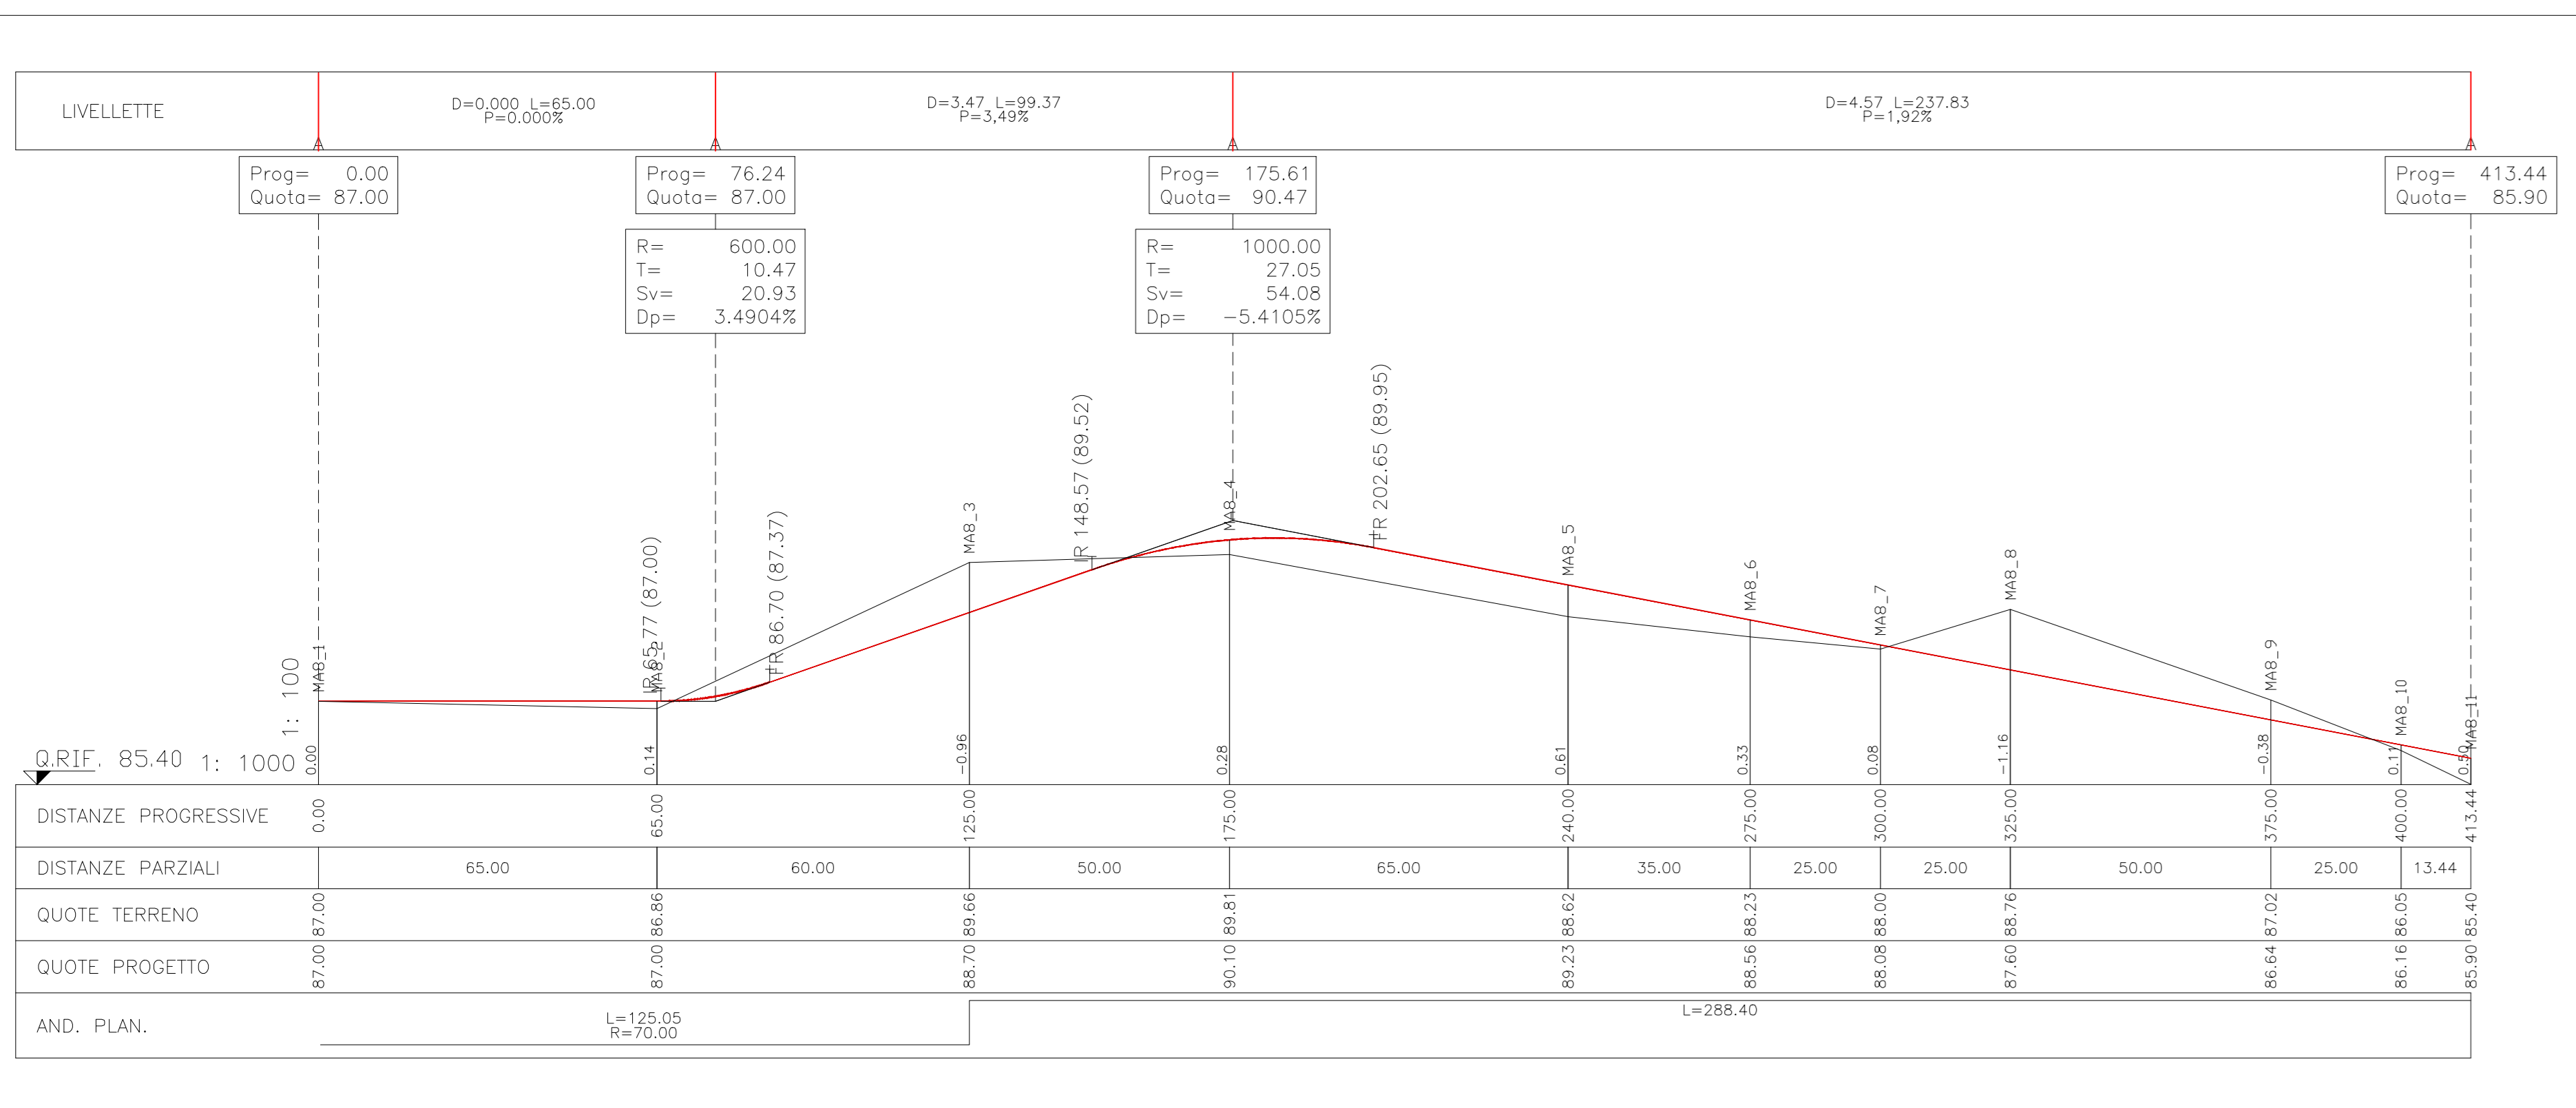 LIVELLETTE
D=0.000 L=65.00
P=0.000%
D=3.47 L=99.37
P=3,49%
D=4.57 L=237.83
P=1,92%
Prog= 0.00
Quota= 87.00
Prog= 76.24
Quota= 87.00
Prog= 175.61
Quota= 90.47
Prog= 413.44
Quota= 85.90
R= 600.00
T= 10.47
Sv= 20.93
Dp= 3.4904%
R= 1000.00
T= 27.05
Sv= 54.08
Dp= −5.4105%
MA8_1
IR 65.77 (87.00)
MA8_2
FR 86.70 (87.37)
MA8_3
IR 148.57 (89.52)
MA8_4
FR 202.65 (89.95)
MA8_5
MA8_6
MA8_7
MA8_8
MA8_9
MA8_10
MA8_11
1: 100
Q.RIF. 85.40 1: 1000
0.00 0.14 −0.96 0.28 0.61 0.33 0.08 −1.16 −0.38 0.11 0.50
DISTANZE PROGRESSIVE 0.00 65.00 125.00 175.00 240.00 275.00 300.00 325.00 375.00 400.00 413.44
DISTANZE PARZIALI 65.00 60.00 50.00 65.00 35.00 25.00 25.00 50.00 25.00 13.44
QUOTE TERRENO 87.00 86.86 89.66 89.81 88.62 88.23 88.00 88.76 87.02 86.05 85.40
QUOTE PROGETTO 87.00 87.00 88.70 90.10 89.23 88.56 88.08 87.60 86.64 86.16 85.90
AND. PLAN.
L=125.05
R=70.00
L=288.40